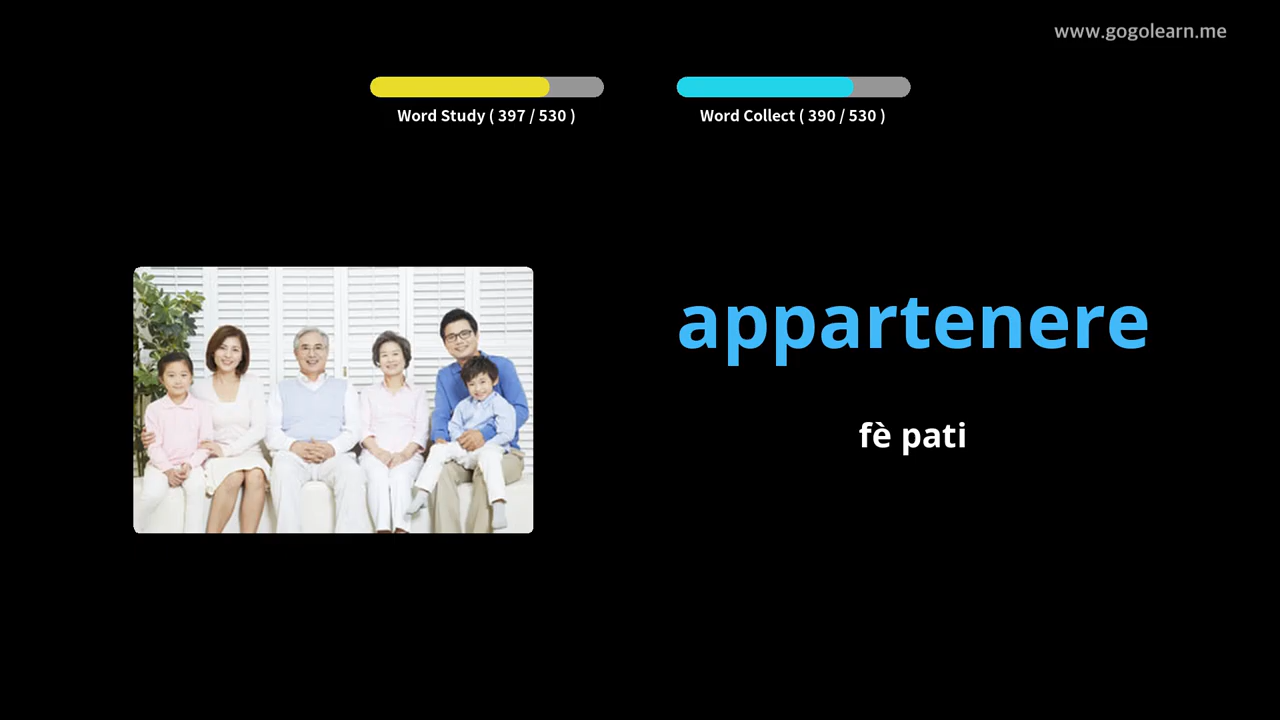 www.gogolearn.me
Word Study ( 397 / 530 )
Word Collect ( 390 / 530 )
appartenere
fè pati